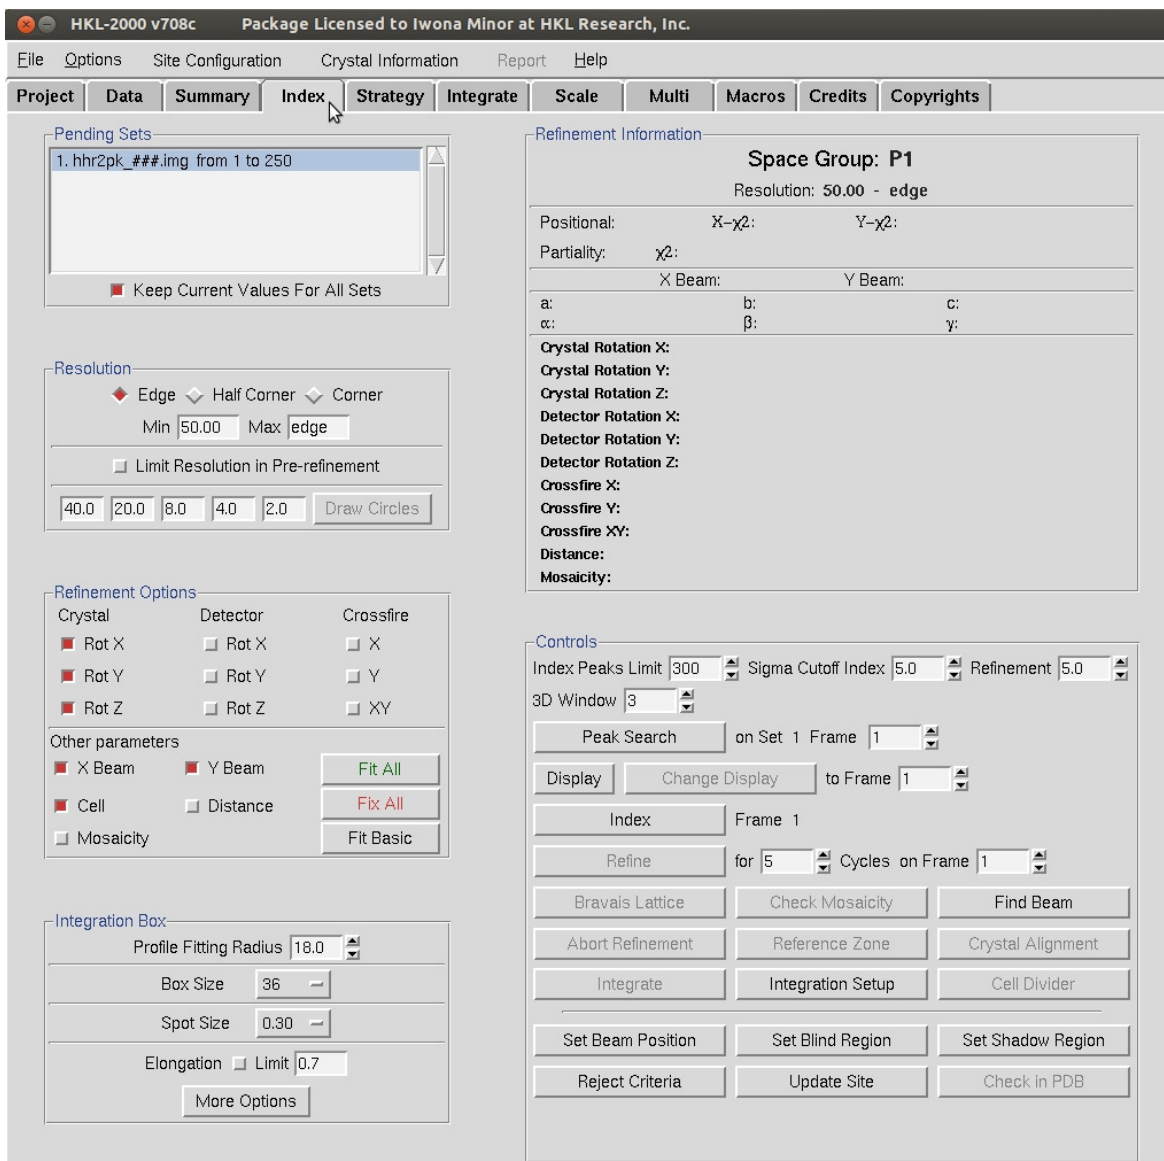 HKL-2000 v708c Package Licensed to Iwona Minor at HKL Research, Inc.
File Options Site Configuration Crystal Information Report Help
Project Data Summary Index Strategy Integrate Scale Multi Macros Credits Copyrights
Pending Sets
1. hhr2pk_###.img from 1 to 250
Keep Current Values For All Sets
Resolution
Edge Half Corner Corner
Min 50.00 Max edge
Limit Resolution in Pre-refinement
40.0 20.0 8.0 4.0 2.0 Draw Circles
Refinement Options
Crystal Detector Crossfire
Rot X Rot X X
Rot Y Rot Y Y
Rot Z Rot Z XY
Other parameters
X Beam Y Beam Fit All
Cell Distance Fix All
Mosaicity Fit Basic
Integration Box
Profile Fitting Radius 18.0
Box Size 36
Spot Size 0.30
Elongation Limit 0.7
More Options
Refinement Information
Space Group: P1
Resolution: 50.00 - edge
Positional: X-χ2: Y-χ2:
Partiality: χ2:
X Beam: Y Beam:
a: b: c:
α: β: γ:
Crystal Rotation X:
Crystal Rotation Y:
Crystal Rotation Z:
Detector Rotation X:
Detector Rotation Y:
Detector Rotation Z:
Crossfire X:
Crossfire Y:
Crossfire XY:
Distance:
Mosaicity:
Controls
Index Peaks Limit 300 Sigma Cutoff Index 5.0 Refinement 5.0
3D Window 3
Peak Search on Set 1 Frame 1
Display Change Display to Frame 1
Index Frame 1
Refine for 5 Cycles on Frame 1
Bravais Lattice Check Mosaicity Find Beam
Abort Refinement Reference Zone Crystal Alignment
Integrate Integration Setup Cell Divider
Set Beam Position Set Blind Region Set Shadow Region
Reject Criteria Update Site Check in PDB